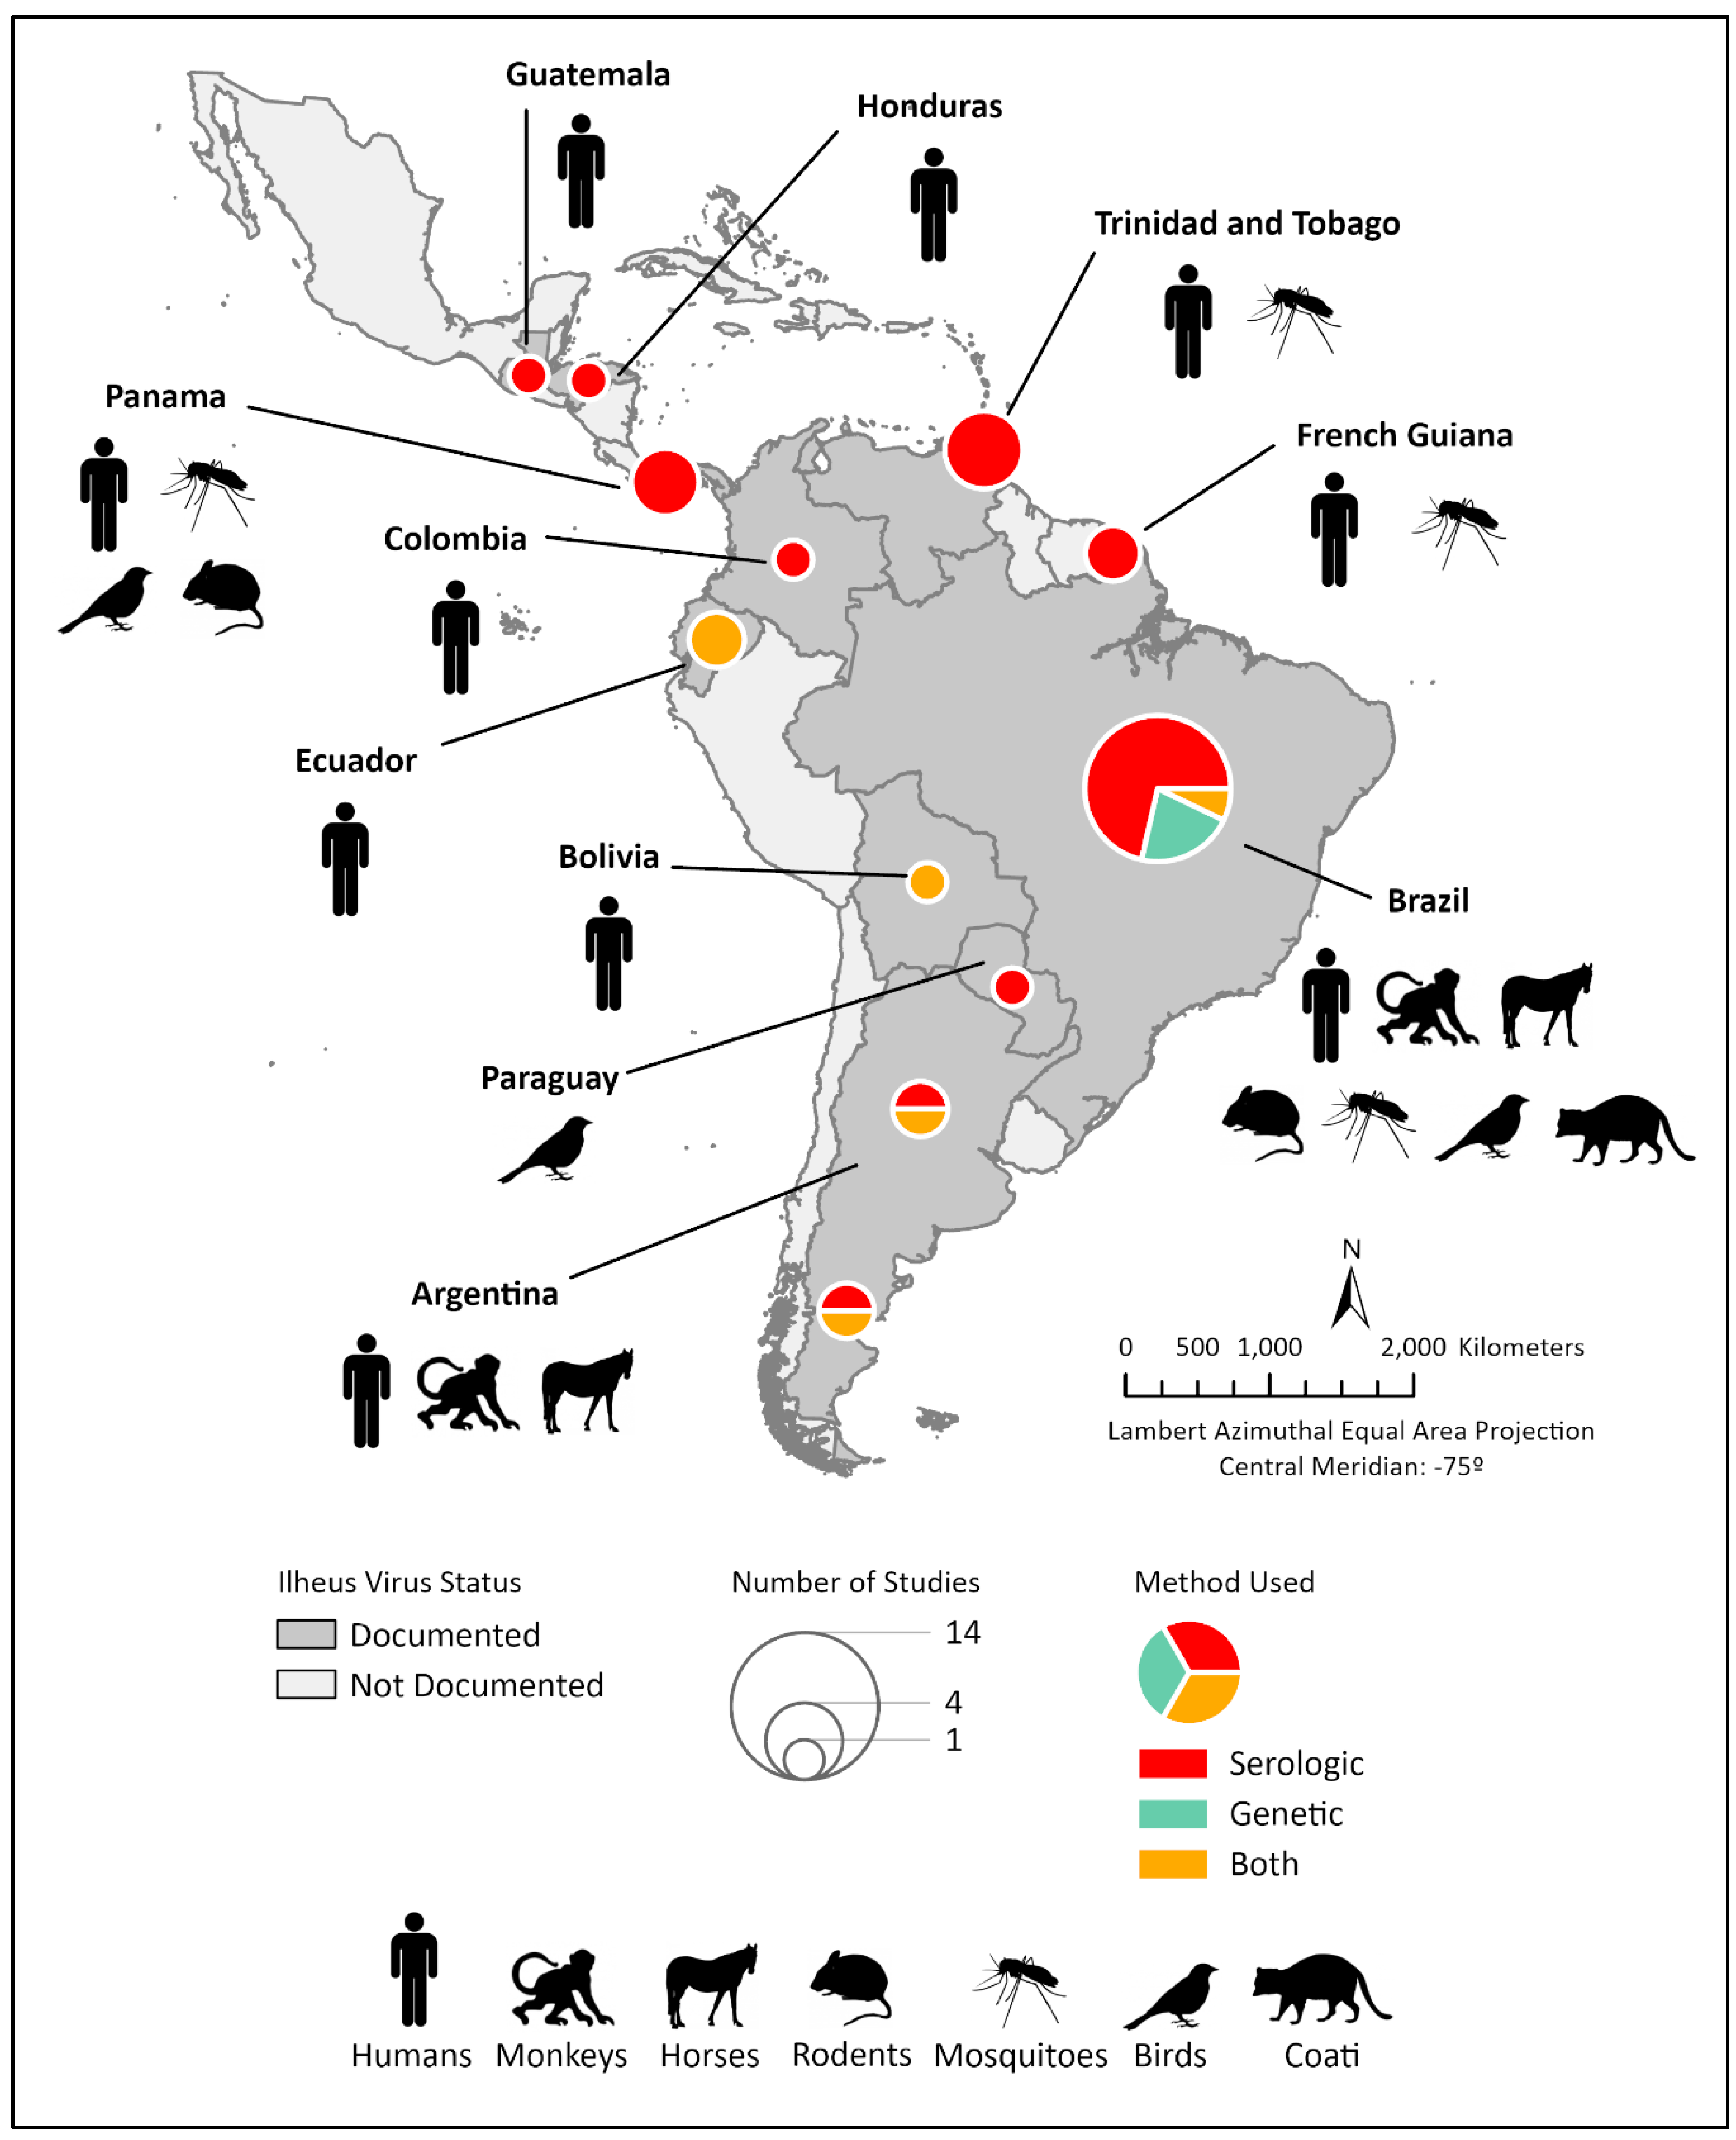 Guatemala
Honduras
Trinidad and Tobago
Panama
French Guiana
Colombia
Ecuador
Bolivia
Brazil
Paraguay
Argentina
N
0 500 1,000 2,000 Kilometers
Lambert Azimuthal Equal Area Projection
Central Meridian: -75º
Ilheus Virus Status
Documented
Not Documented
Number of Studies
14
4
1
Method Used
Serologic
Genetic
Both
Humans Monkeys Horses Rodents Mosquitoes Birds Coati